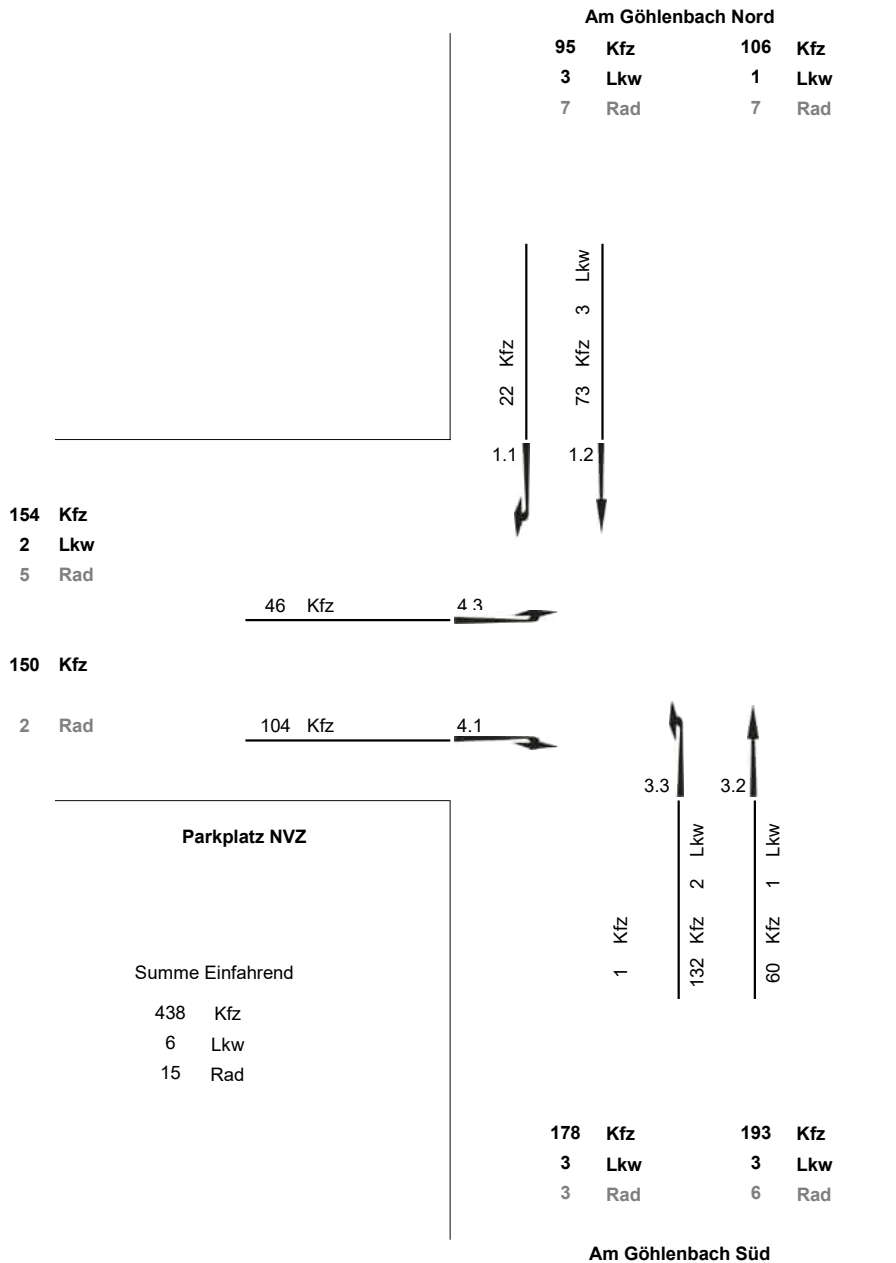 Am Göhlenbach Nord
95 Kfz 106 Kfz
3 Lkw 1 Lkw
7 Rad 7 Rad
22 Kfz
73 Kfz 3 Lkw
1.1 1.2
154 Kfz
2 Lkw
5 Rad
46 Kfz 4.3
150 Kfz
2 Rad 104 Kfz 4.1
3.3 3.2
1 Kfz
132 Kfz 2 Lkw
60 Kfz 1 Lkw
Parkplatz NVZ
Summe Einfahrend
438 Kfz
6 Lkw
15 Rad
178 Kfz 193 Kfz
3 Lkw 3 Lkw
3 Rad 6 Rad
Am Göhlenbach Süd